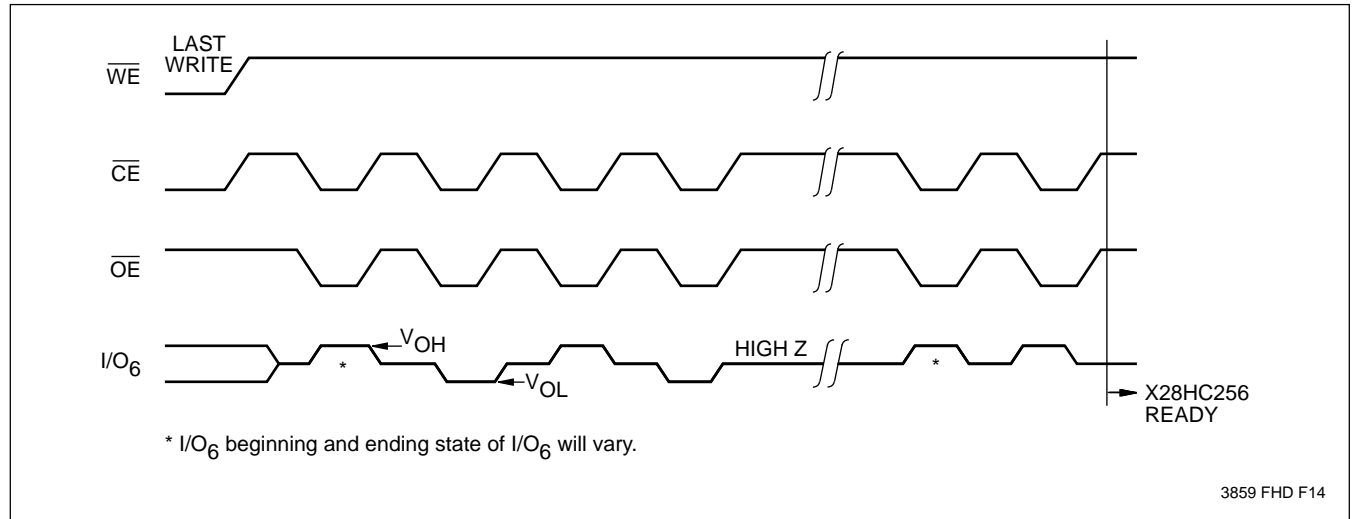 LAST
WRITE
WE
CE
OE
I/O6
VOH
*
VOL
HIGH Z
*
X28HC256
READY
* I/O6 beginning and ending state of I/O6 will vary.
3859 FHD F14